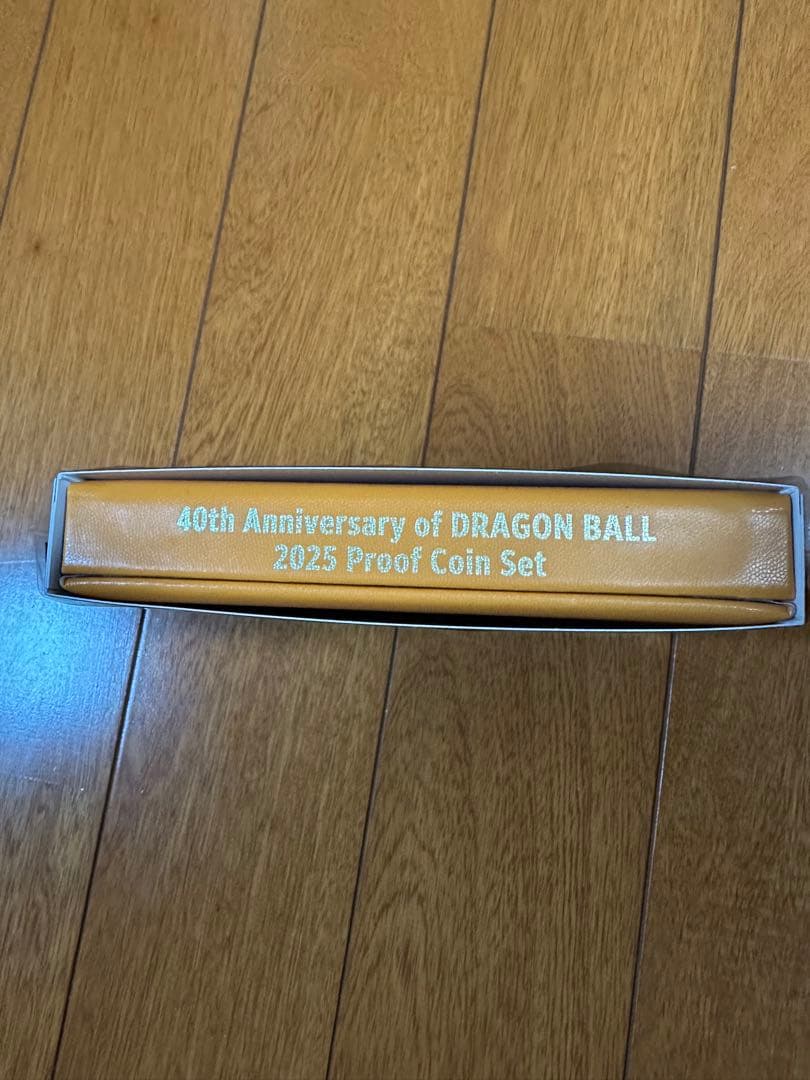 40th Anniversary of DRAGON BALL
2025 Proof Coin Set